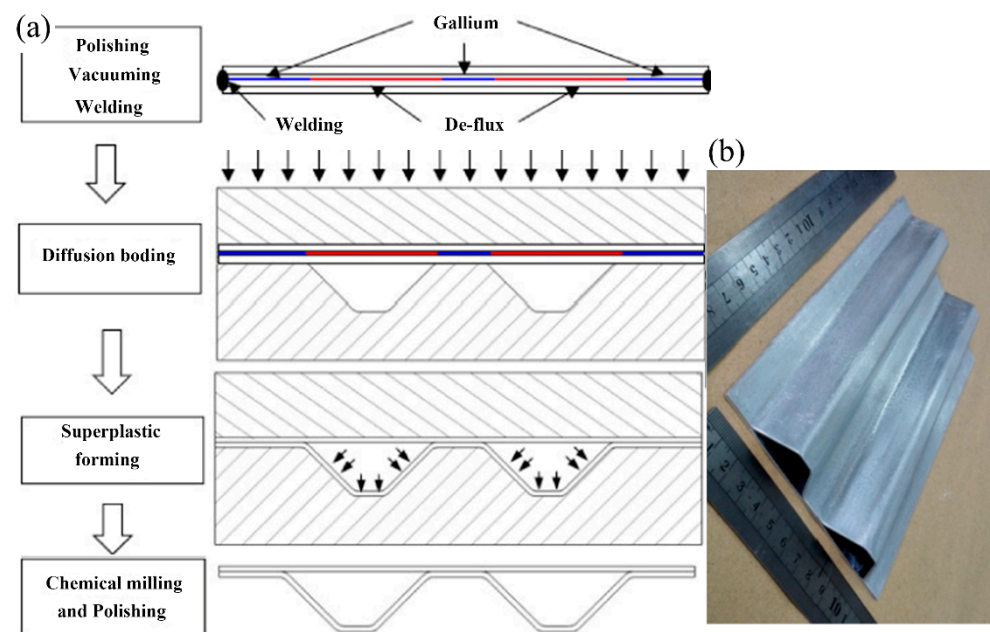 (a)
Polishing
Vacuuming
Welding
Gallium
Welding
De-flux
Diffusion boding
Superplastic
forming
Chemical milling
and Polishing
(b)